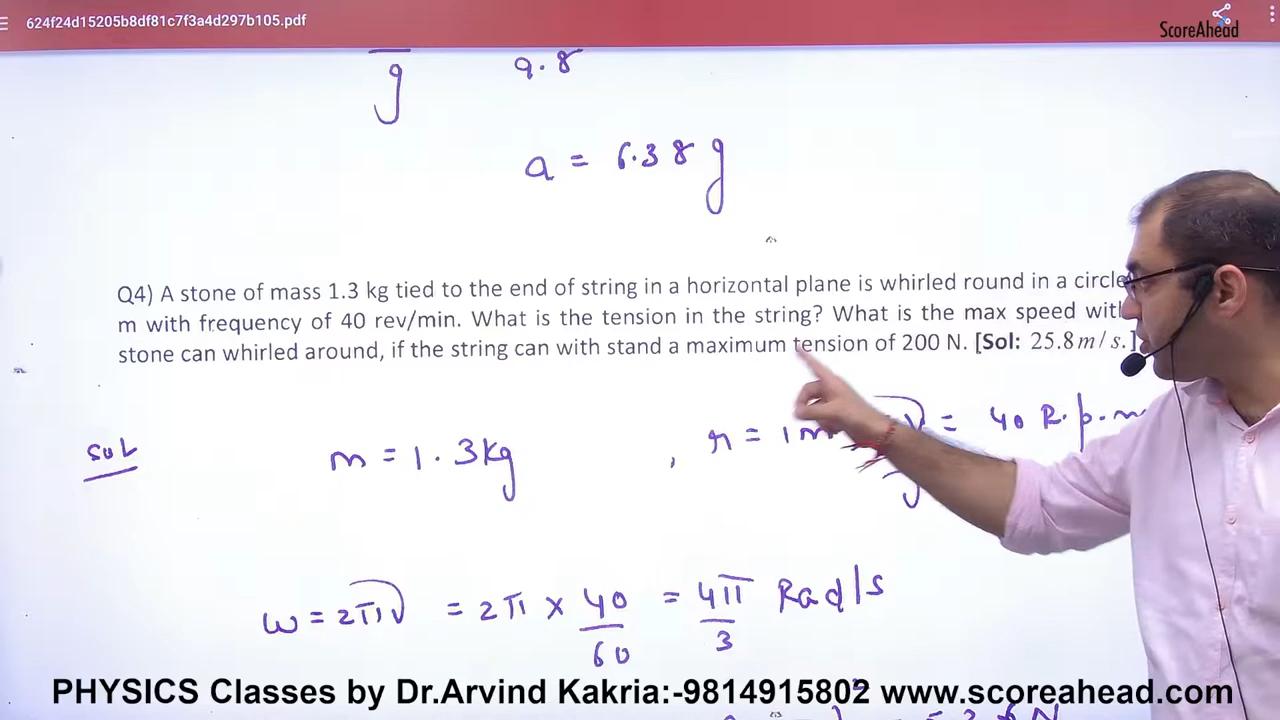 624f24d15205b8df81c7f3a4d297b105.pdf
ScoreAhead
g 9.8
a = 6.38 g
Q4) A stone of mass 1.3 kg tied to the end of string in a horizontal plane is whirled round in a circle
m with frequency of 40 rev/min. What is the tension in the string? What is the max speed with
stone can whirled around, if the string can with stand a maximum tension of 200 N. [Sol: 25.8 m/s.]
Sol m = 1.3 kg , r = 1 m = 40 R.p.m
ω = 2πν = 2π × 40/60 = 4π/3 Rad/s
PHYSICS Classes by Dr.Arvind Kakria:-9814915802 www.scoreahead.com